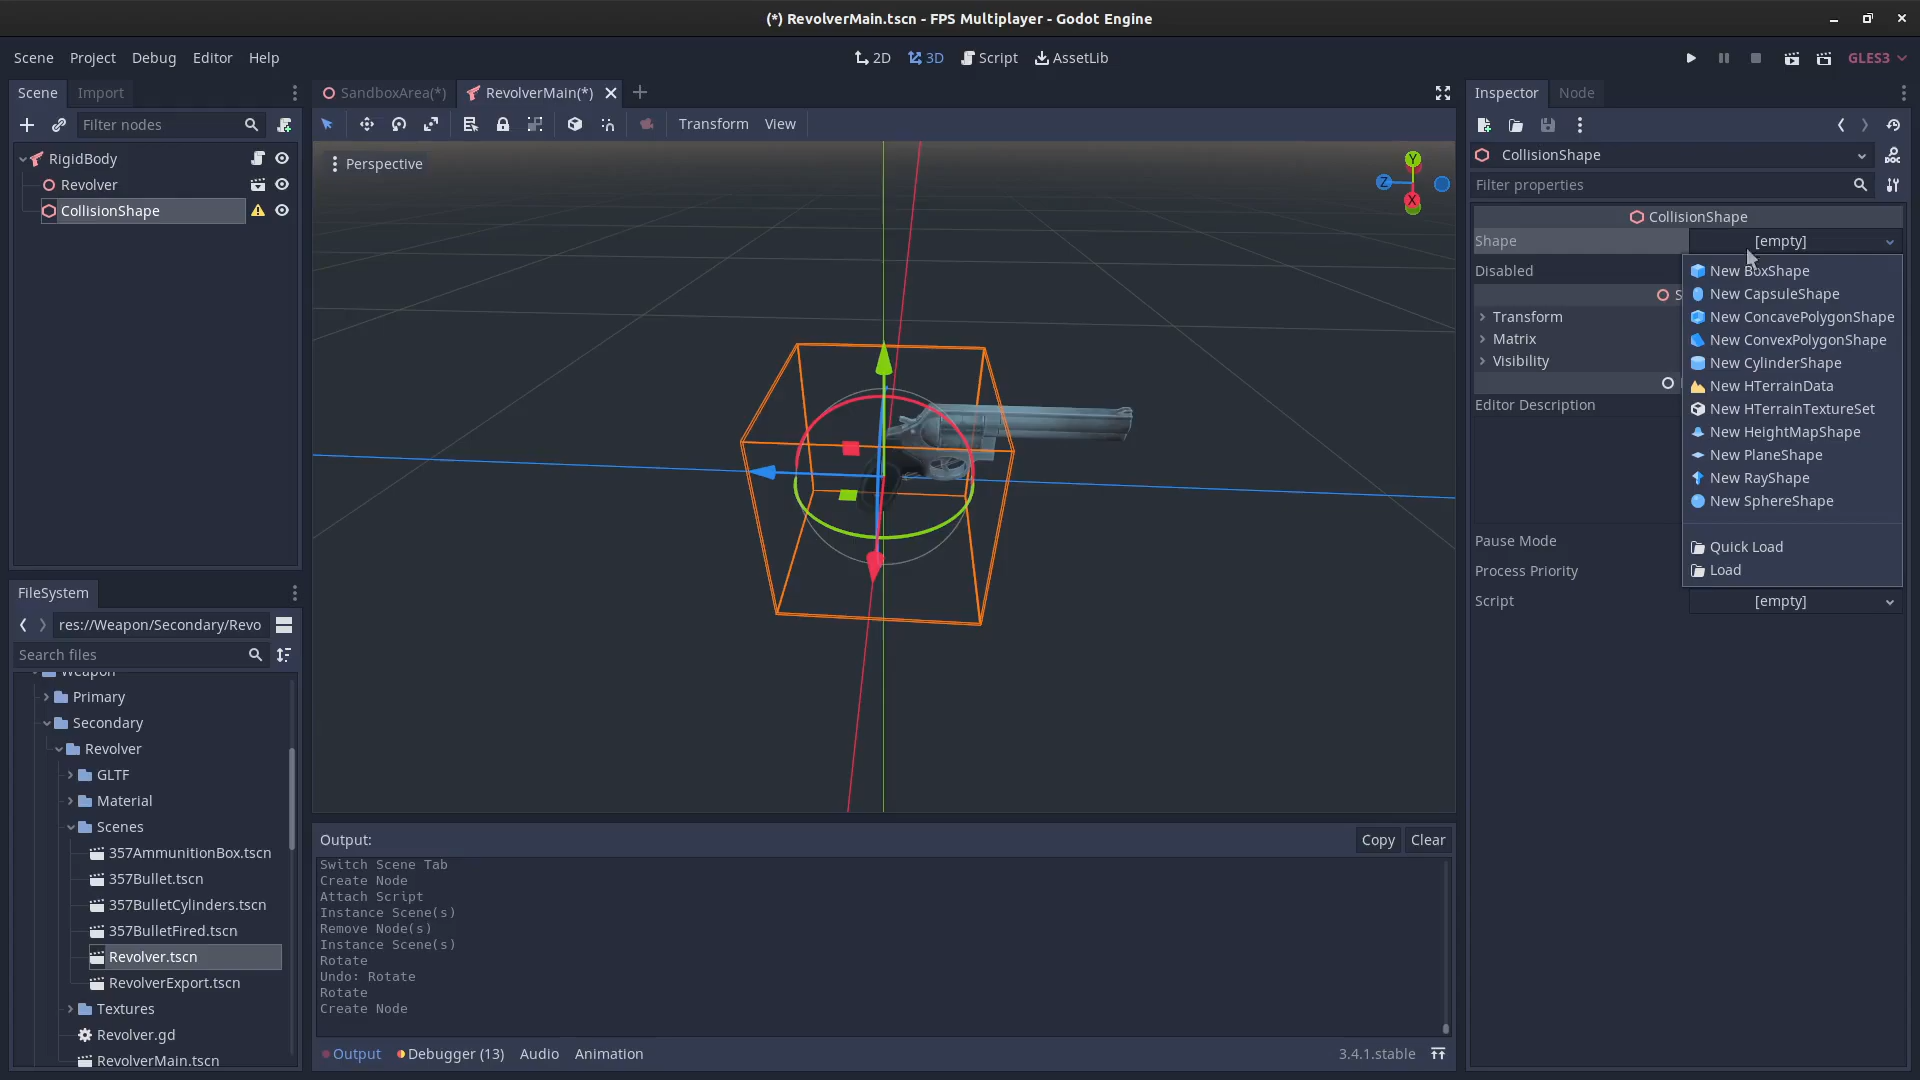 (*) RevolverMain.tscn - FPS Multiplayer - Godot Engine
Scene Project Debug Editor Help
2D 3D Script AssetLib
GLES3
Scene Import
Filter nodes
RigidBody
Revolver
CollisionShape
FileSystem
res://Weapon/Secondary/Revo
Search files
Weapon
Primary
Secondary
Revolver
GLTF
Material
Scenes
357AmmunitionBox.tscn
357Bullet.tscn
357BulletCylinders.tscn
357BulletFired.tscn
Revolver.tscn
RevolverExport.tscn
Textures
Revolver.gd
RevolverMain.tscn
SandboxArea(*) RevolverMain(*)
Transform View
Perspective
Y
Z
X
Output:
Copy Clear
Switch Scene Tab
Create Node
Attach Script
Instance Scene(s)
Remove Node(s)
Instance Scene(s)
Rotate
Undo: Rotate
Rotate
Create Node
Output Debugger (13) Audio Animation
3.4.1.stable
Inspector Node
CollisionShape
Filter properties
CollisionShape
Shape [empty]
Disabled
S
Transform
Matrix
Visibility
Editor Description
Pause Mode
Process Priority
Script [empty]
New BoxShape
New CapsuleShape
New ConcavePolygonShape
New ConvexPolygonShape
New CylinderShape
New HTerrainData
New HTerrainTextureSet
New HeightMapShape
New PlaneShape
New RayShape
New SphereShape
Quick Load
Load